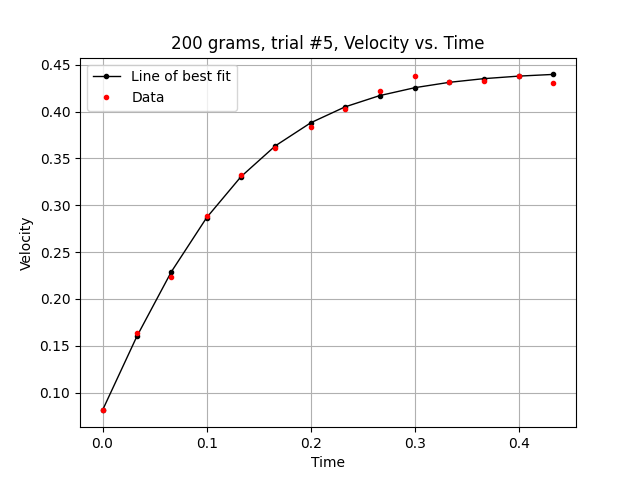 200 grams, trial #5, Velocity vs. Time
Line of best fit
Data
0.45
0.40
0.35
0.30
0.25
0.20
0.15
0.10
Velocity
0.0 0.1 0.2 0.3 0.4
Time